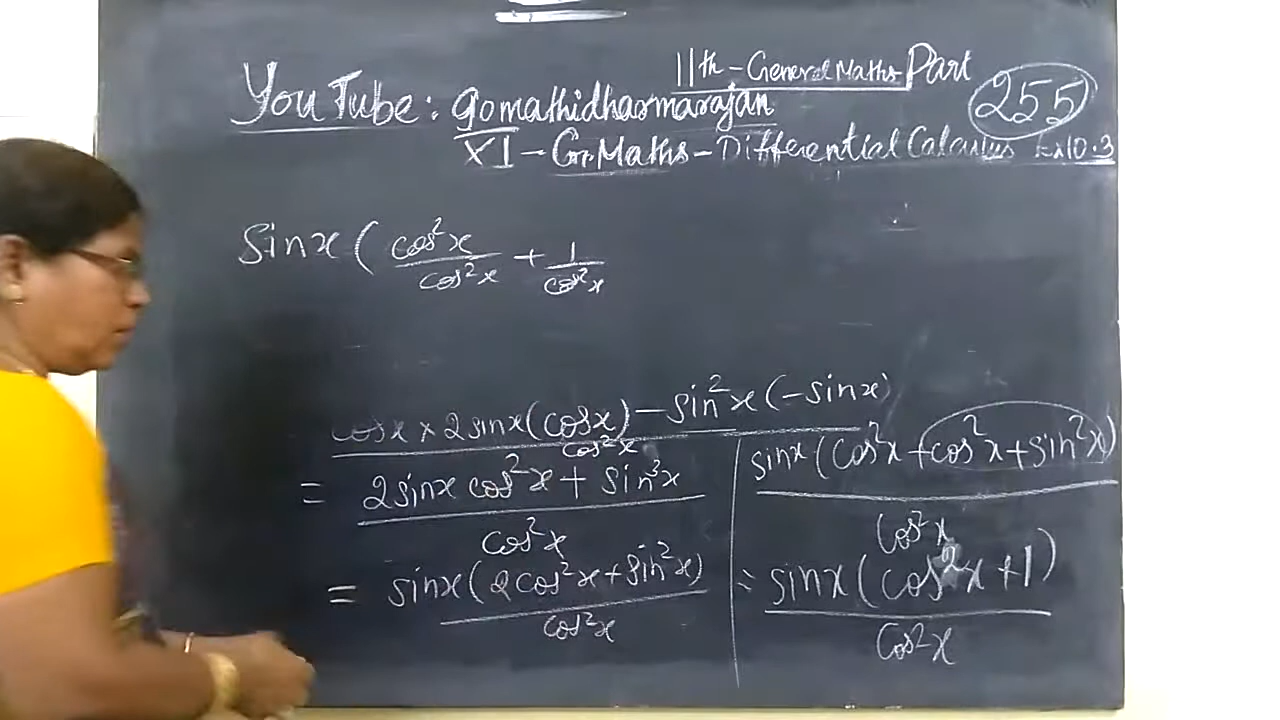 11th - General Maths Part
YouTube: gomathidharmarajan 255
XI - G.Maths - Differential Calculus Ex10.3
Sinx ( cos²x/cos²x + 1/cos²x
cosx × 2sinx(cosx) - sin²x(-sinx)
cos²x
= 2sinx cos²x + sin³x
cos²x
= sinx(2cos²x + sin²x)
cos²x
sinx(cos²x + cos²x + sin²x)
cos²x
= sinx(cos²x + 1)
cos²x